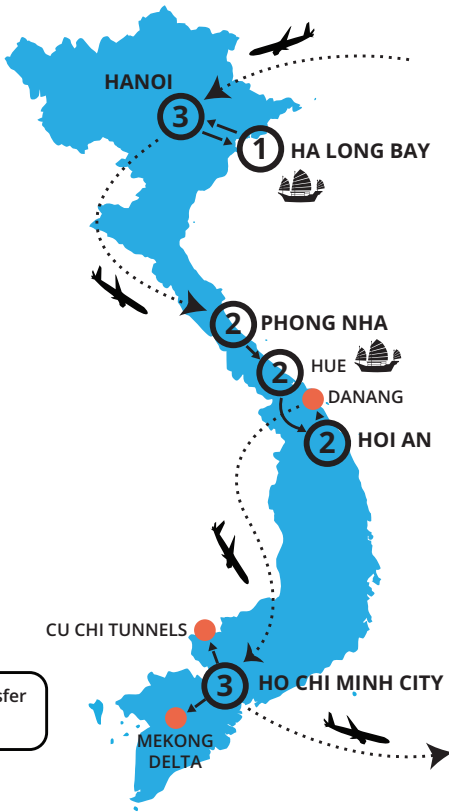 HANOI
3
1
HA LONG BAY
2
PHONG NHA
2
HUE
DANANG
2
HOI AN
CU CHI TUNNELS
3
HO CHI MINH CITY
MEKONG
DELTA